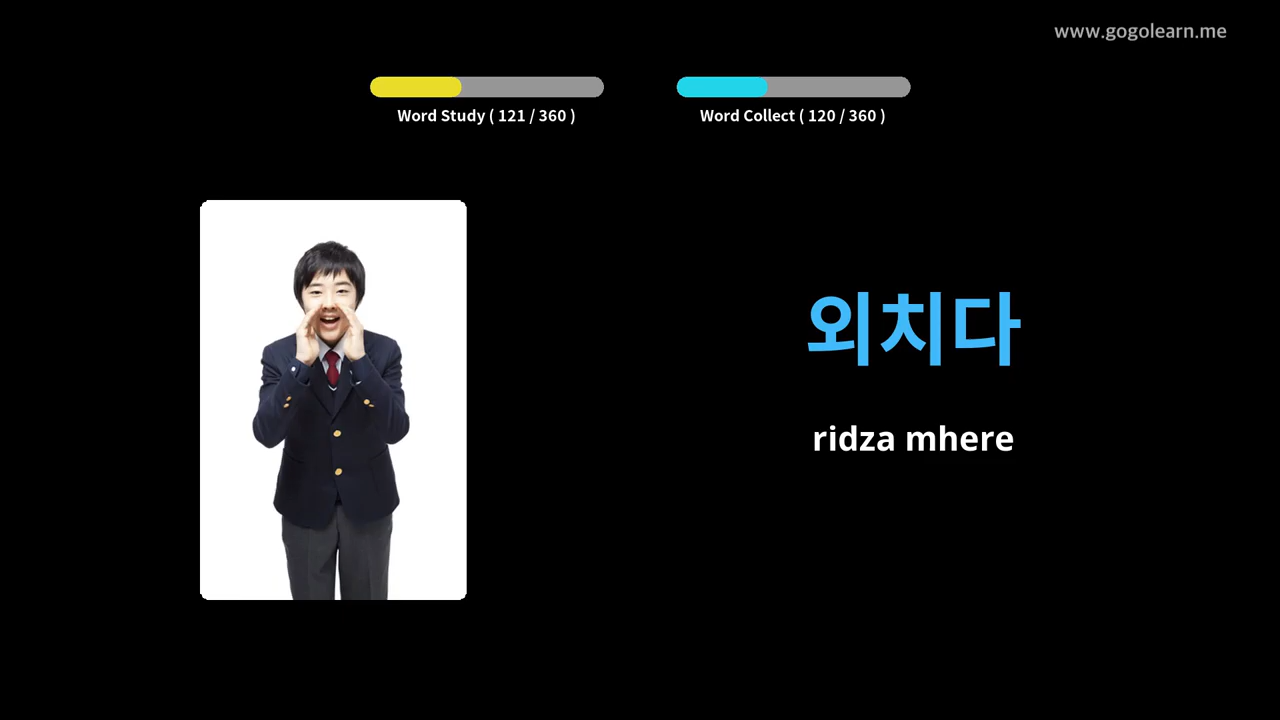 www.gogolearn.me
Word Study ( 121 / 360 )
Word Collect ( 120 / 360 )
외치다
ridza mhere